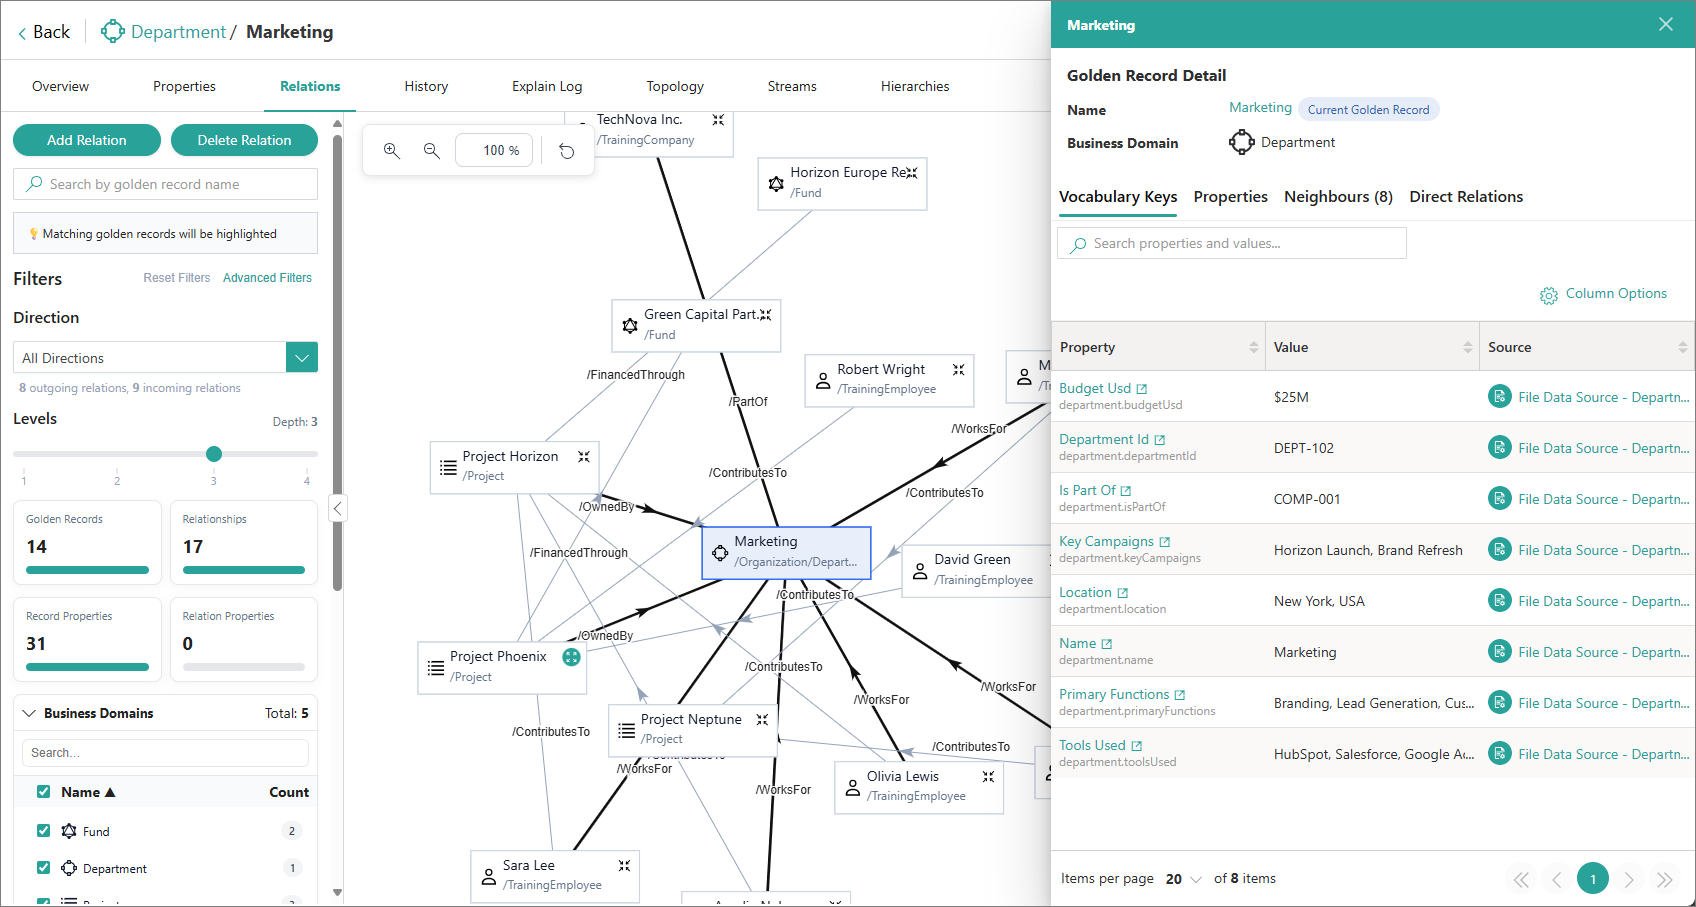 Back
Department / Marketing
Overview
Properties
Relations
History
Explain Log
Topology
Streams
Hierarchies
Add Relation
Delete Relation
Search by golden record name
Matching golden records will be highlighted
Filters
Reset Filters
Advanced Filters
Direction
All Directions
8 outgoing relations, 9 incoming relations
Levels
Depth: 3
1
2
3
4
Golden Records
14
Relationships
17
Record Properties
31
Relation Properties
0
Business Domains
Total: 5
Search...
Name
Count
Fund
2
Department
1
100 %
TechNova Inc.
/TrainingCompany
Horizon Europe Re
/Fund
Green Capital Part.
/Fund
/FinancedThrough
Robert Wright
/TrainingEmployee
/PartOf
/WorksFor
Project Horizon
/Project
/ContributesTo
/ContributesTo
/OwnedBy
Marketing
/Organization/Depart...
/FinancedThrough
David Green
/TrainingEmployee
/ContributesTo
/OwnedBy
Project Phoenix
/Project
/ContributesTo
/WorksFor
/WorksFor
Project Neptune
/Project
/ContributesTo
/ContributesTo
/WorksFor
Olivia Lewis
/TrainingEmployee
/WorksFor
Sara Lee
/TrainingEmployee
Marketing
Golden Record Detail
Name
Marketing
Current Golden Record
Business Domain
Department
Vocabulary Keys
Properties
Neighbours (8)
Direct Relations
Search properties and values...
Column Options
Property
Value
Source
Budget Usd
department.budgetUsd
$25M
File Data Source - Departn...
Department Id
department.departmentId
DEPT-102
File Data Source - Departn...
Is Part Of
department.isPartOf
COMP-001
File Data Source - Departn...
Key Campaigns
department.keyCampaigns
Horizon Launch, Brand Refresh
File Data Source - Departn...
Location
department.location
New York, USA
File Data Source - Departn...
Name
department.name
Marketing
File Data Source - Departn...
Primary Functions
department.primaryFunctions
Branding, Lead Generation, Cus...
File Data Source - Departn...
Tools Used
department.toolsUsed
HubSpot, Salesforce, Google A...
File Data Source - Departn...
Items per page 20 of 8 items
1